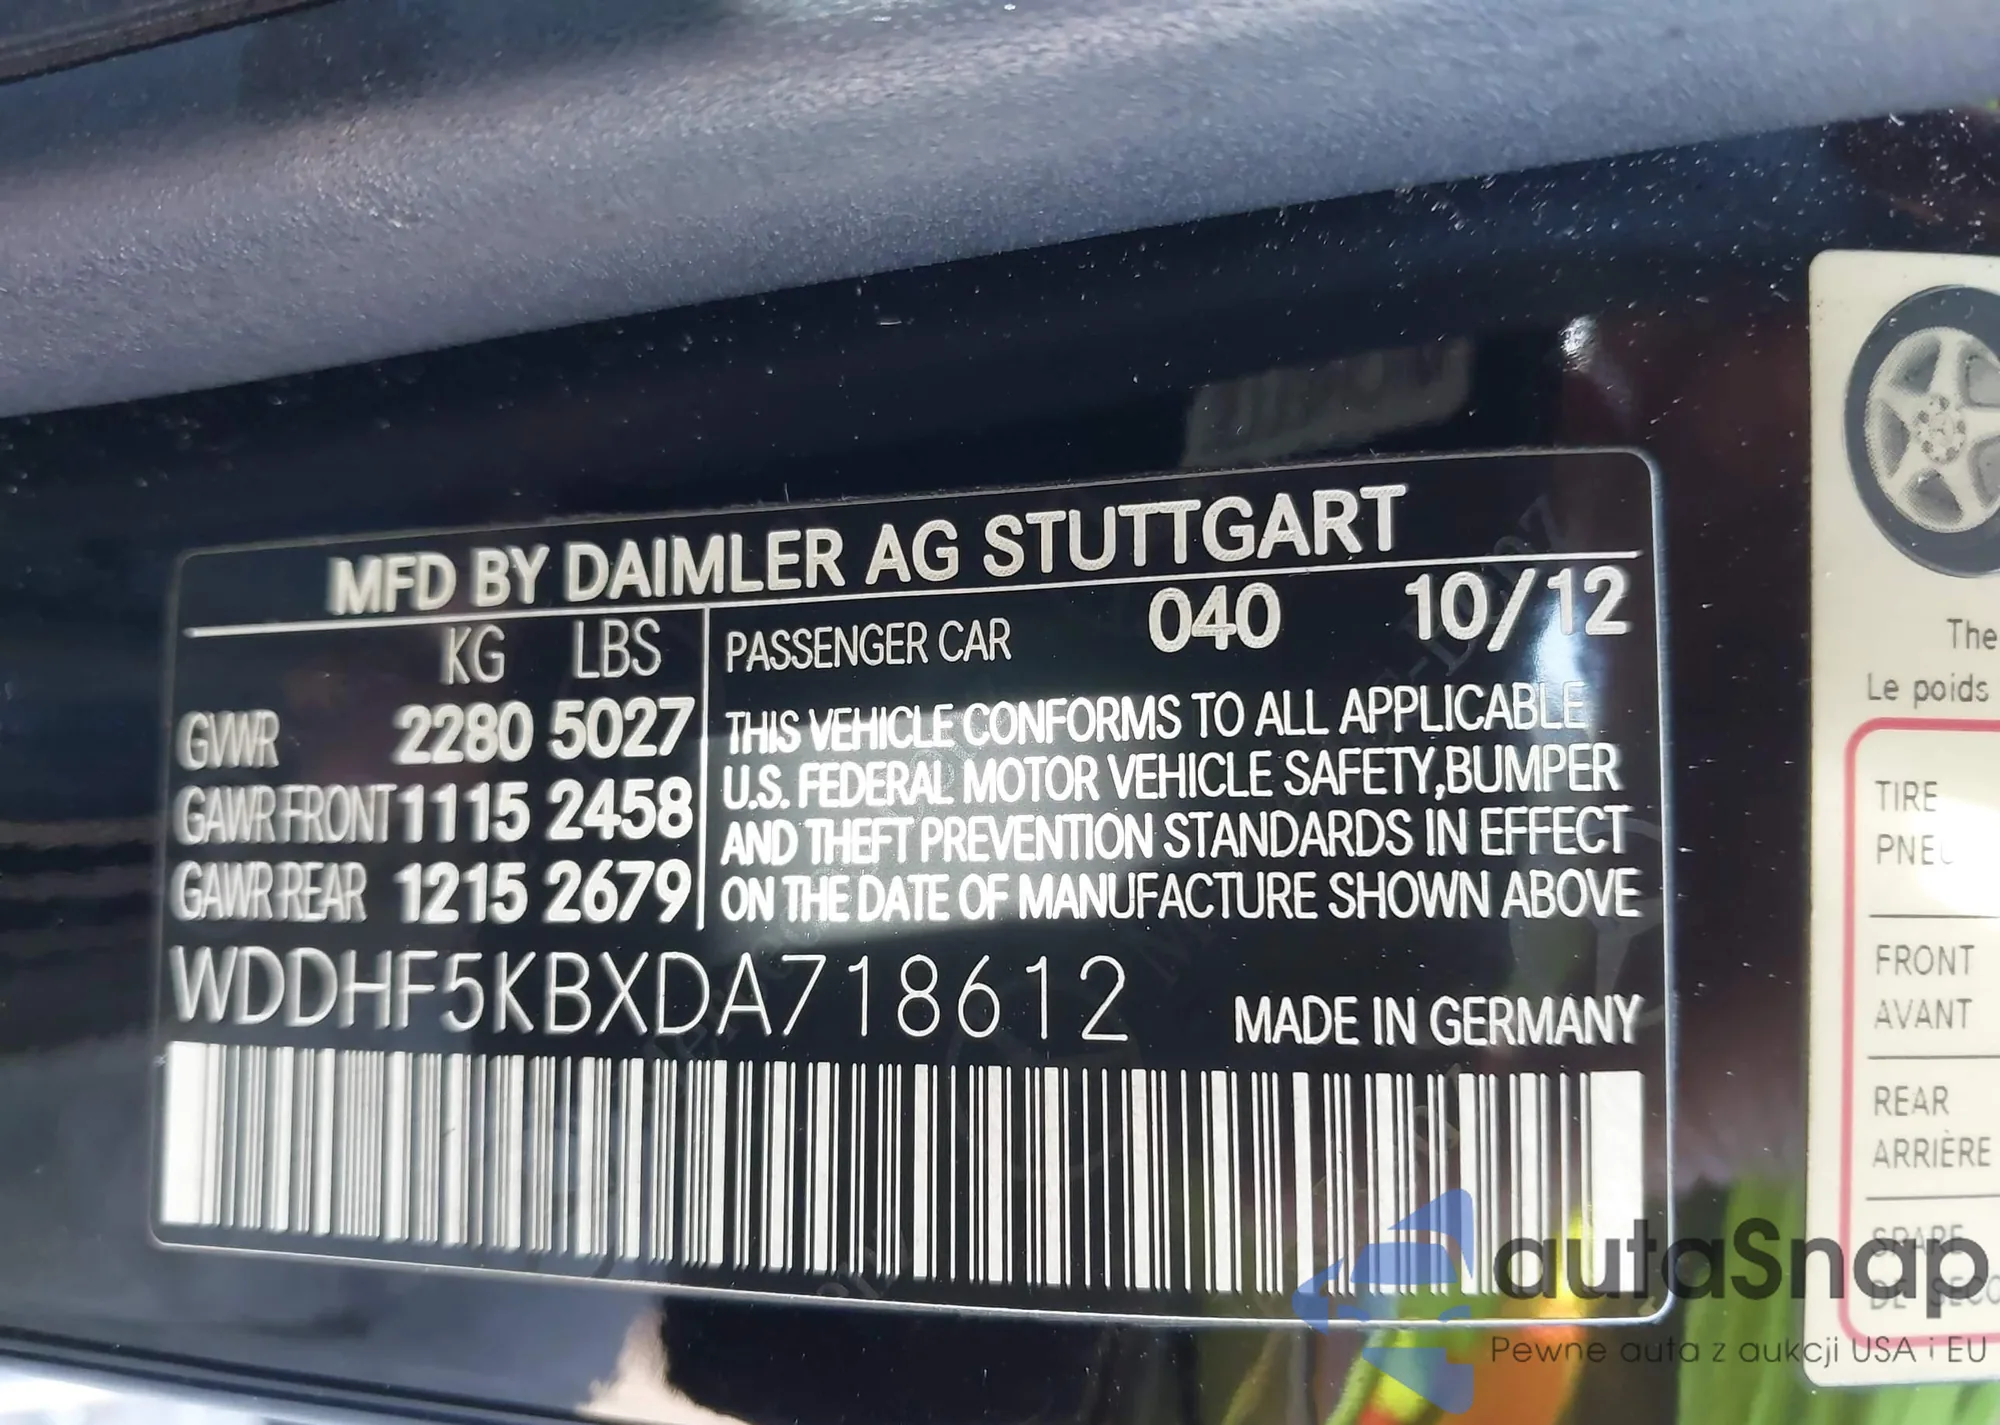 MFD BY DAIMLER AG STUTTGART
KG LBS
GVWR 2280 5027
GAWR FRONT 1115 2458
GAWR REAR 1215 2679
PASSENGER CAR 040 10/12
THIS VEHICLE CONFORMS TO ALL APPLICABLE
U.S. FEDERAL MOTOR VEHICLE SAFETY,BUMPER
AND THEFT PREVENTION STANDARDS IN EFFECT
ON THE DATE OF MANUFACTURE SHOWN ABOVE
WDDHF5KBXDA718612
MADE IN GERMANY
The
Le poids
TIRE
FRONT
AVANT
REAR
ARRIÈRE
SPARE
DE
autaSnap
Pewne auta z aukcji USA i EU